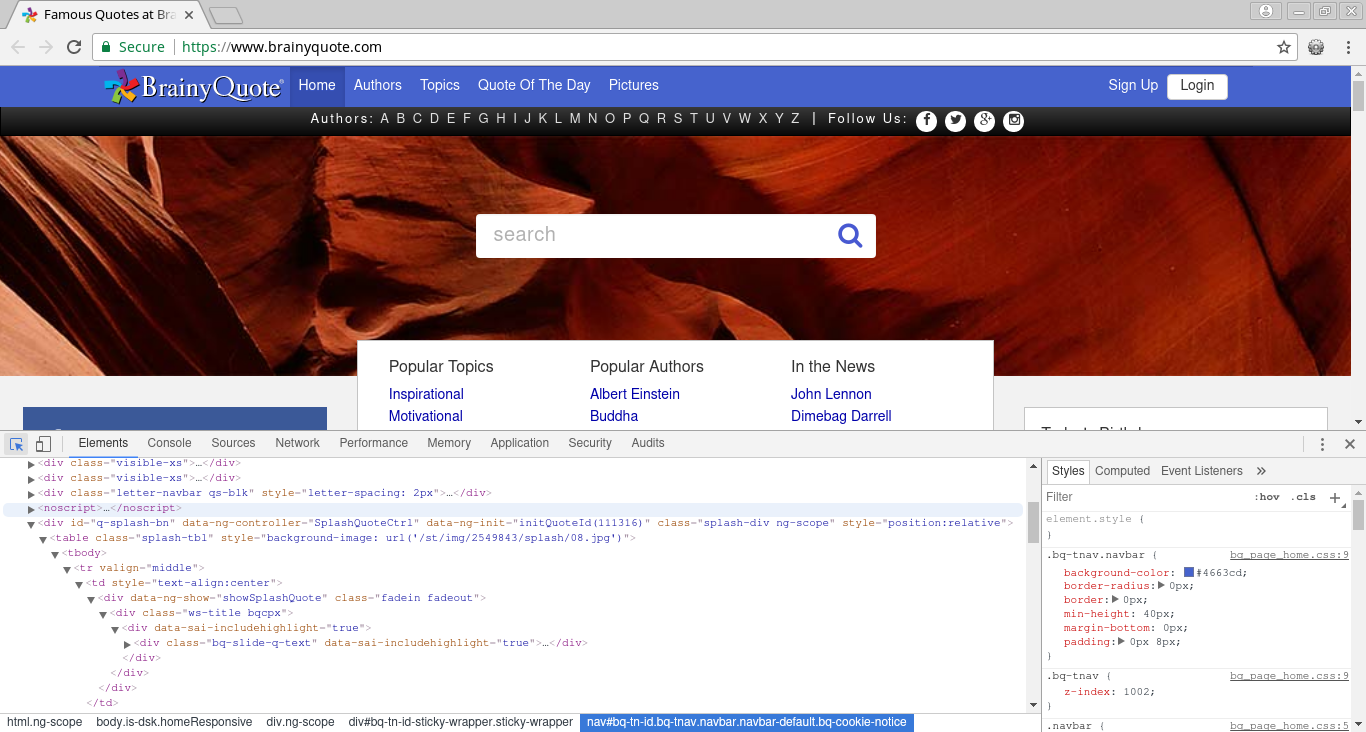 Famous Quotes at Bra
Secure https://www.brainyquote.com
BrainyQuote® Home Authors Topics Quote Of The Day Pictures Sign Up Login
Authors: A B C D E F G H I J K L M N O P Q R S T U V W X Y Z | Follow Us:
search
Popular Topics Popular Authors In the News
Inspirational Albert Einstein John Lennon
Motivational Buddha Dimebag Darrell
Elements Console Sources Network Performance Memory Application Security Audits
<div class="visible-xs">…</div>
<div class="visible-xs">…</div>
<div class="letter-navbar qs-blk" style="letter-spacing: 2px">…</div>
<noscript>…</noscript>
<div id="q-splash-bn" data-ng-controller="SplashQuoteCtrl" data-ng-init="initQuoteId(111316)" class="splash-div ng-scope" style="position:relative">
<table class="splash-tbl" style="background-image: url('/st/img/2549843/splash/08.jpg')">
<tbody>
<tr valign="middle">
<td style="text-align:center">
<div data-ng-show="showSplashQuote" class="fadein fadeout">
<div class="ws-title bqcpx">
<div data-sai-includehighlight="true">
<div class="bq-slide-q-text" data-sai-includehighlight="true">…</div>
</div>
</div>
</div>
</td>
html.ng-scope body.is-dsk.homeResponsive div.ng-scope div#bq-tn-id-sticky-wrapper.sticky-wrapper nav#bq-tn-id.bq-tnav.navbar.navbar-default.bq-cookie-notice
Styles Computed Event Listeners »
Filter :hov .cls +
element.style {
}
.bq-tnav.navbar { bq_page_home.css:9
background-color: #4663cd;
border-radius: 0px;
border: 0px;
min-height: 40px;
margin-bottom: 0px;
padding: 0px 8px;
}
.bq-tnav { bq_page_home.css:9
z-index: 1002;
}
.navbar { bq_page_home.css:5